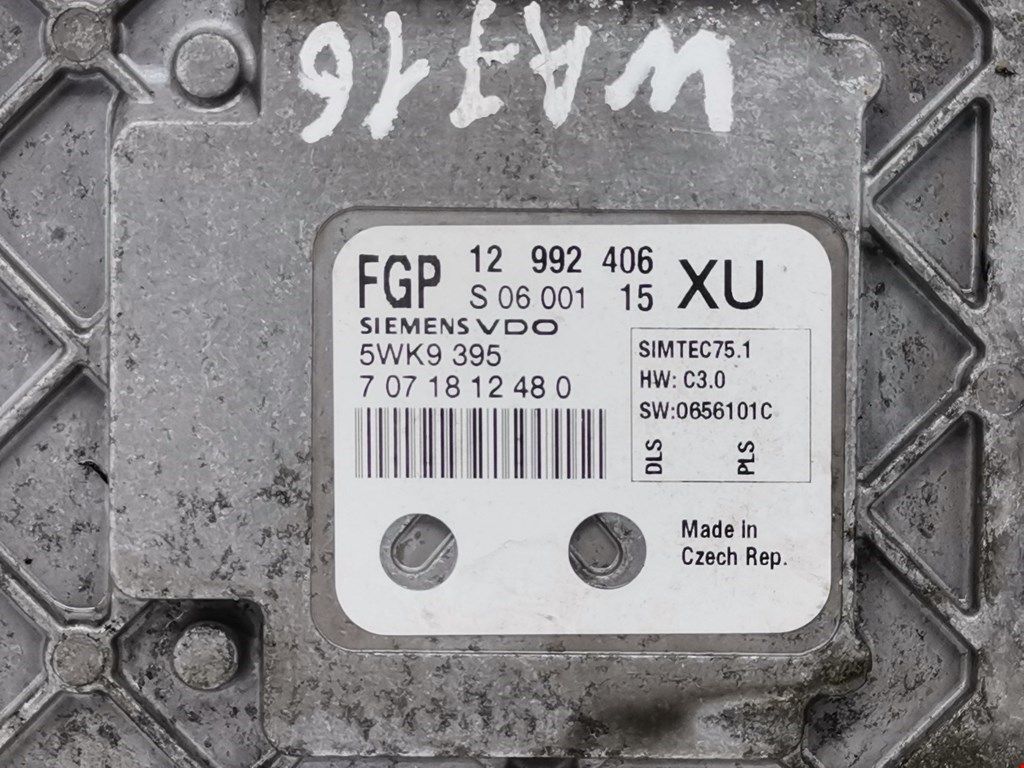 FGP 12 992 406 XU
S 06 001 15
SIEMENS VDO
5WK9 395
7 07 18 12 48 0
SIMTEC75.1
HW: C3.0
SW:0656101C
DLS PLS
Made In
Czech Rep.